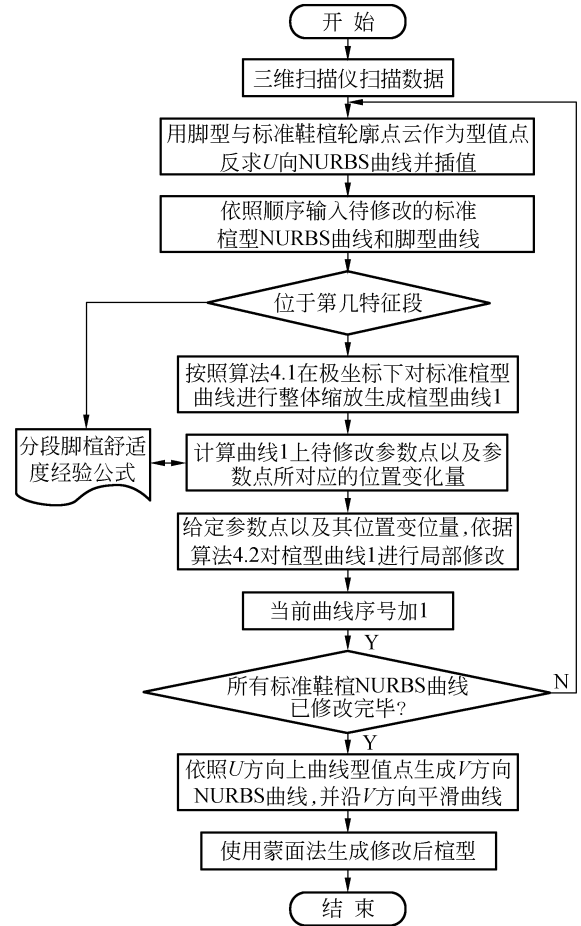 开 始
三维扫描仪扫描数据
用脚型与标准鞋楦轮廓点云作为型值点
反求U向NURBS曲线并插值
依照顺序输入待修改的标准
楦型NURBS曲线和脚型曲线
位于第几特征段
按照算法4.1在极坐标下对标准楦型
曲线进行整体缩放生成楦型曲线1
分段脚楦舒适
度经验公式
计算曲线1上待修改参数点以及参
数点所对应的位置变化量
给定参数点以及其位置变位量,依据
算法4.2对楦型曲线1进行局部修改
当前曲线序号加1
Y
所有标准鞋楦NURBS曲线
已修改完毕?
N
Y
依照U方向上曲线型值点生成V方向
NURBS曲线,并沿V方向平滑曲线
使用蒙面法生成修改后楦型
结 束